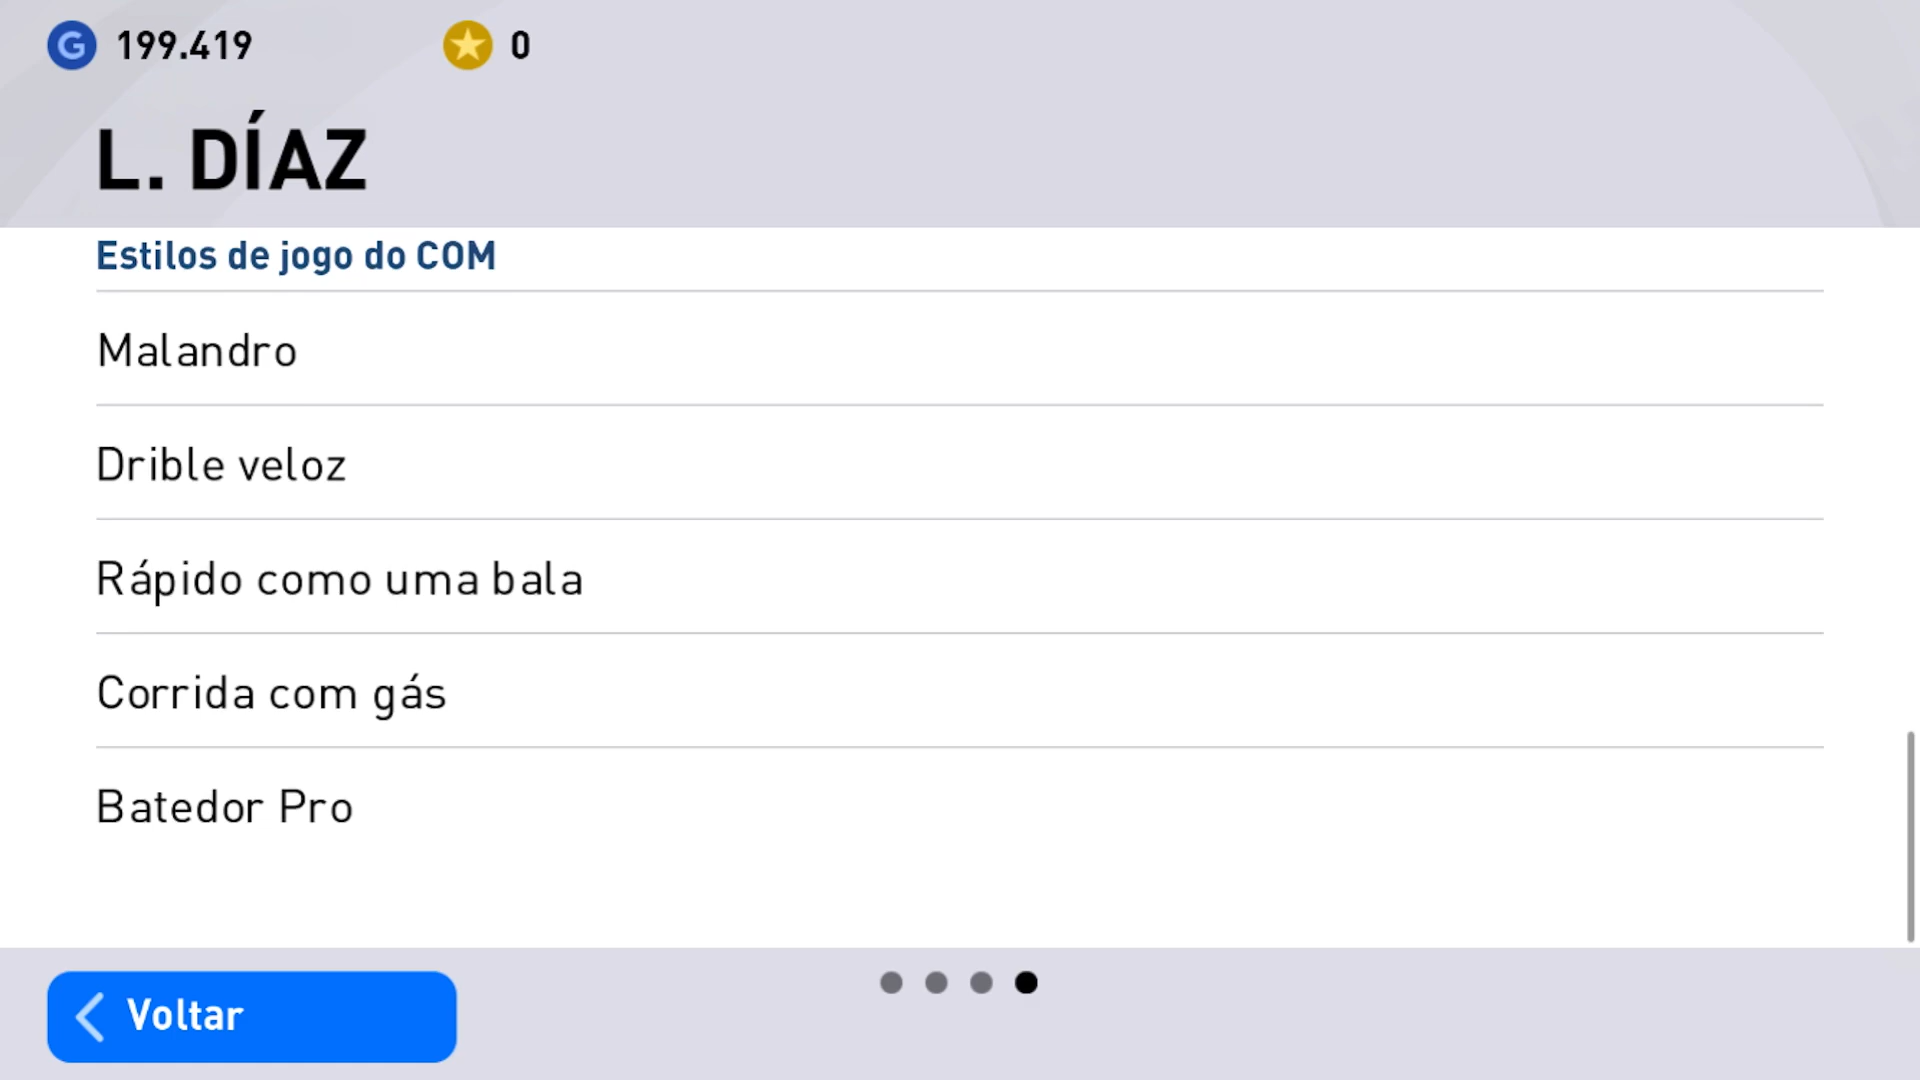 G 199.419 0
L. DÍAZ
Estilos de jogo do COM
Malandro
Drible veloz
Rápido como uma bala
Corrida com gás
Batedor Pro
Voltar